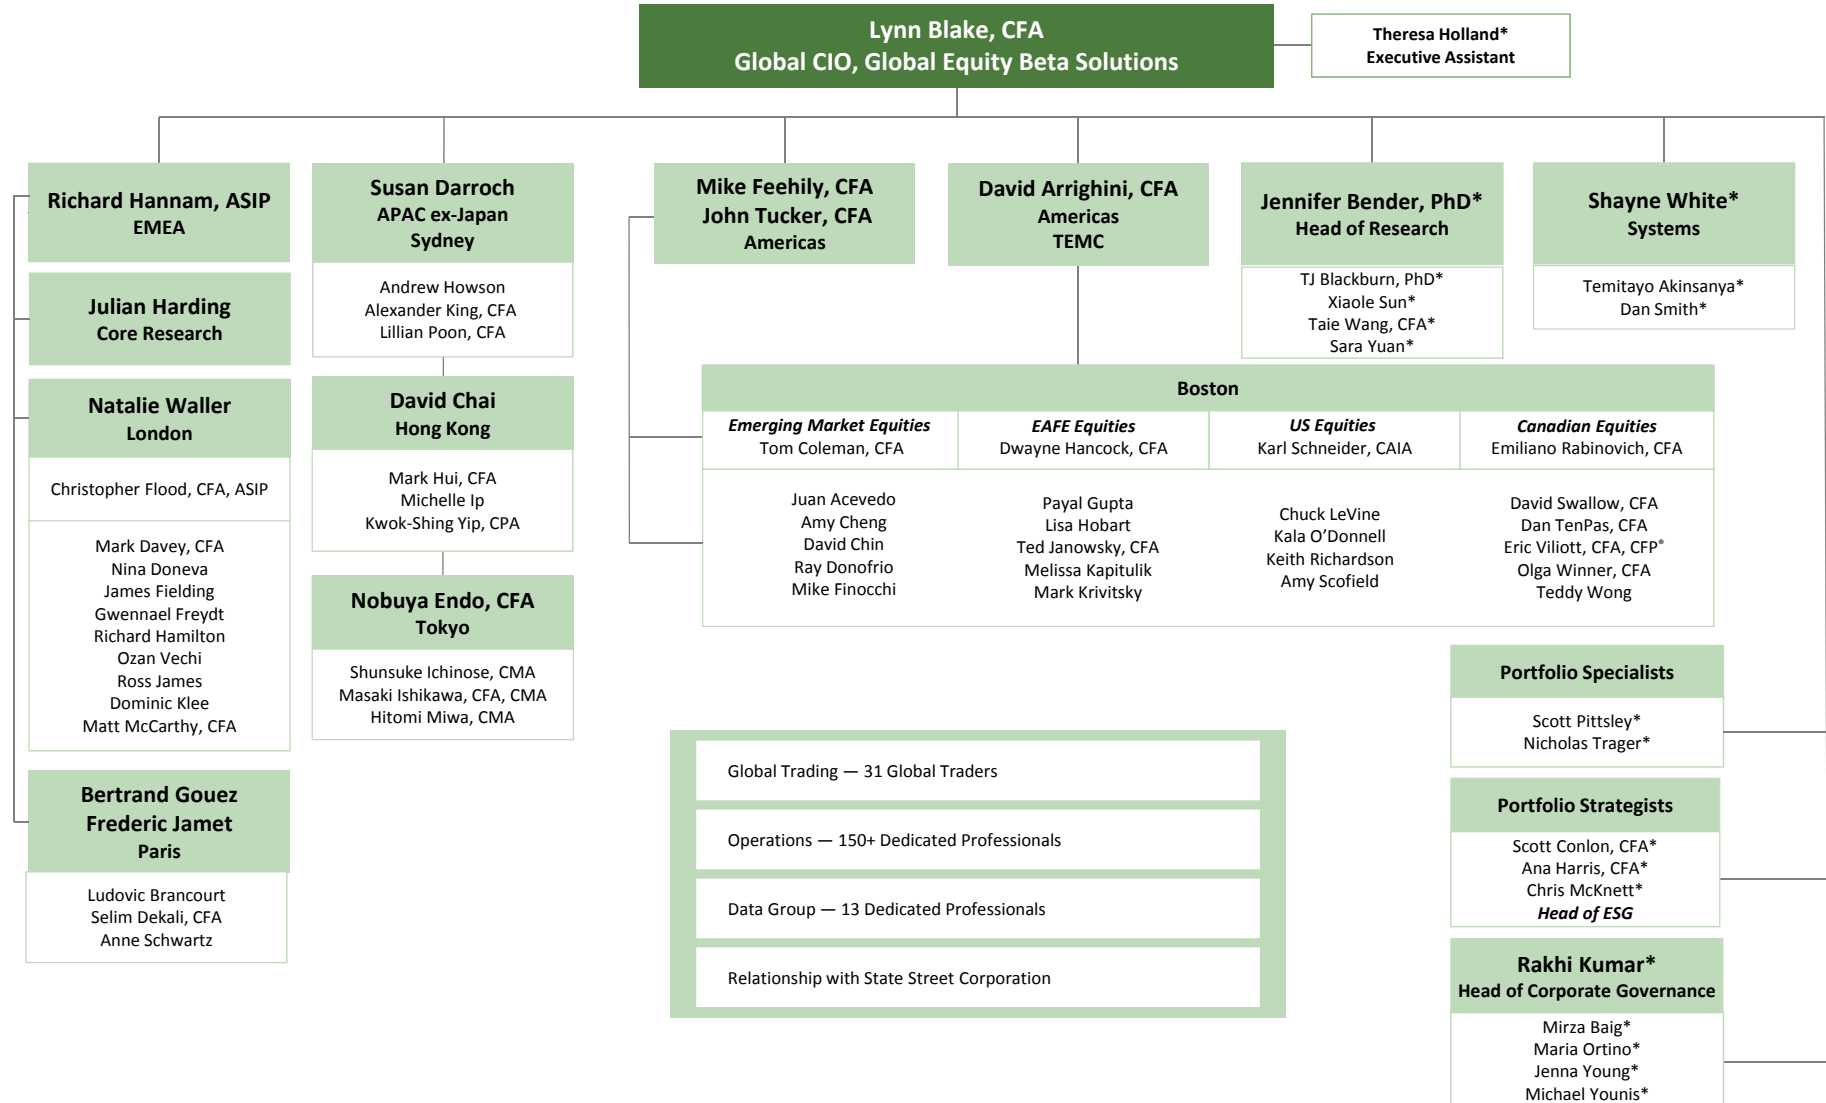 Lynn Blake, CFA
Global CIO, Global Equity Beta Solutions
Theresa Holland*
Executive Assistant
Richard Hannam, ASIP
EMEA
Julian Harding
Core Research
Natalie Waller
London
Christopher Flood, CFA, ASIP
Mark Davey, CFA
Nina Doneva
James Fielding
Gwennael Freydt
Richard Hamilton
Ozan Vechi
Ross James
Dominic Klee
Matt McCarthy, CFA
Bertrand Gouez
Frederic Jamet
Paris
Ludovic Brancourt
Selim Dekali, CFA
Anne Schwartz
Susan Darroch
APAC ex-Japan
Sydney
Andrew Howson
Alexander King, CFA
Lillian Poon, CFA
David Chai
Hong Kong
Mark Hui, CFA
Michelle Ip
Kwok-Shing Yip, CPA
Nobuya Endo, CFA
Tokyo
Shunsuke Ichinose, CMA
Masaki Ishikawa, CFA, CMA
Hitomi Miwa, CMA
Mike Feehily, CFA
John Tucker, CFA
Americas
David Arrighini, CFA
Americas
TEMC
Jennifer Bender, PhD*
Head of Research
TJ Blackburn, PhD*
Xiaole Sun*
Taie Wang, CFA*
Sara Yuan*
Shayne White*
Systems
Temitayo Akinsanya*
Dan Smith*
Boston
Emerging Market Equities
Tom Coleman, CFA
EAFE Equities
Dwayne Hancock, CFA
US Equities
Karl Schneider, CAIA
Canadian Equities
Emiliano Rabinovich, CFA
Juan Acevedo
Amy Cheng
David Chin
Ray Donofrio
Mike Finocchi
Payal Gupta
Lisa Hobart
Ted Janowsky, CFA
Melissa Kapitulik
Mark Krivitsky
Chuck LeVine
Kala O’Donnell
Keith Richardson
Amy Scofield
David Swallow, CFA
Dan TenPas, CFA
Eric Viliott, CFA, CFP®
Olga Winner, CFA
Teddy Wong
Global Trading — 31 Global Traders
Operations — 150+ Dedicated Professionals
Data Group — 13 Dedicated Professionals
Relationship with State Street Corporation
Portfolio Specialists
Scott Pittsley*
Nicholas Trager*
Portfolio Strategists
Scott Conlon, CFA*
Ana Harris, CFA*
Chris McKnett*
Head of ESG
Rakhi Kumar*
Head of Corporate Governance
Mirza Baig*
Maria Ortino*
Jenna Young*
Michael Younis*